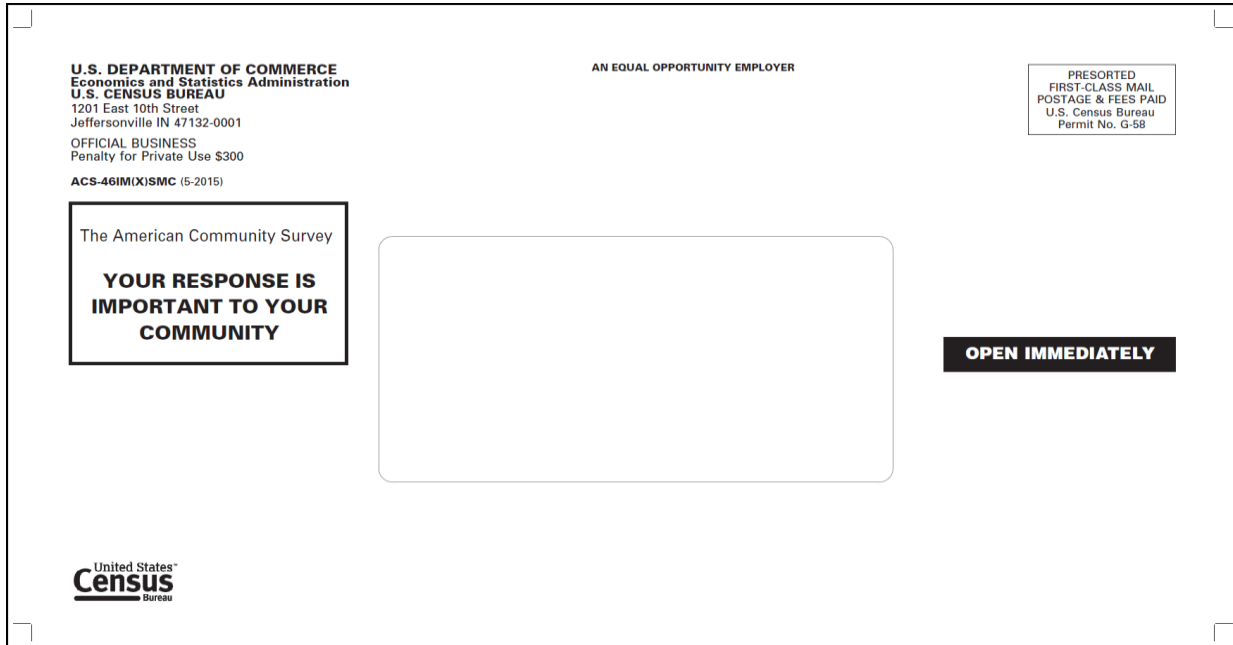 U.S. DEPARTMENT OF COMMERCE
Economics and Statistics Administration
U.S. CENSUS BUREAU
1201 East 10th Street
Jeffersonville IN 47132-0001
OFFICIAL BUSINESS
Penalty for Private Use $300
ACS-46IM(X)SMC (5-2015)
AN EQUAL OPPORTUNITY EMPLOYER
PRESORTED
FIRST-CLASS MAIL
POSTAGE & FEES PAID
U.S. Census Bureau
Permit No. G-58
The American Community Survey
YOUR RESPONSE IS
IMPORTANT TO YOUR
COMMUNITY
OPEN IMMEDIATELY
United States™
Census
Bureau